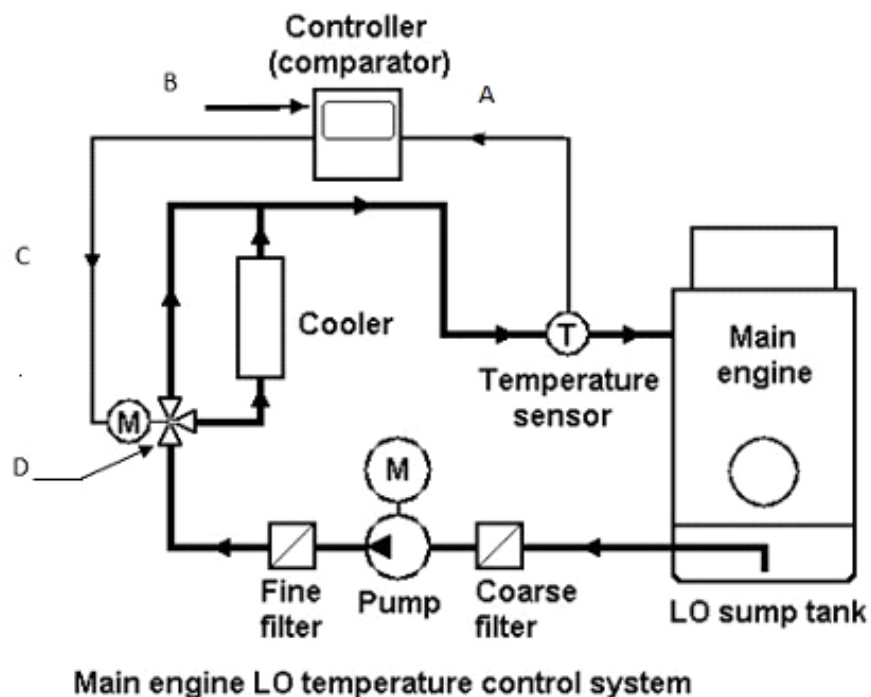 Controller
(comparator)
B
A
C
Cooler
T
Temperature
sensor
Main
engine
M
D
M
Fine
filter
Pump
Coarse
filter
LO sump tank
Main engine LO temperature control system